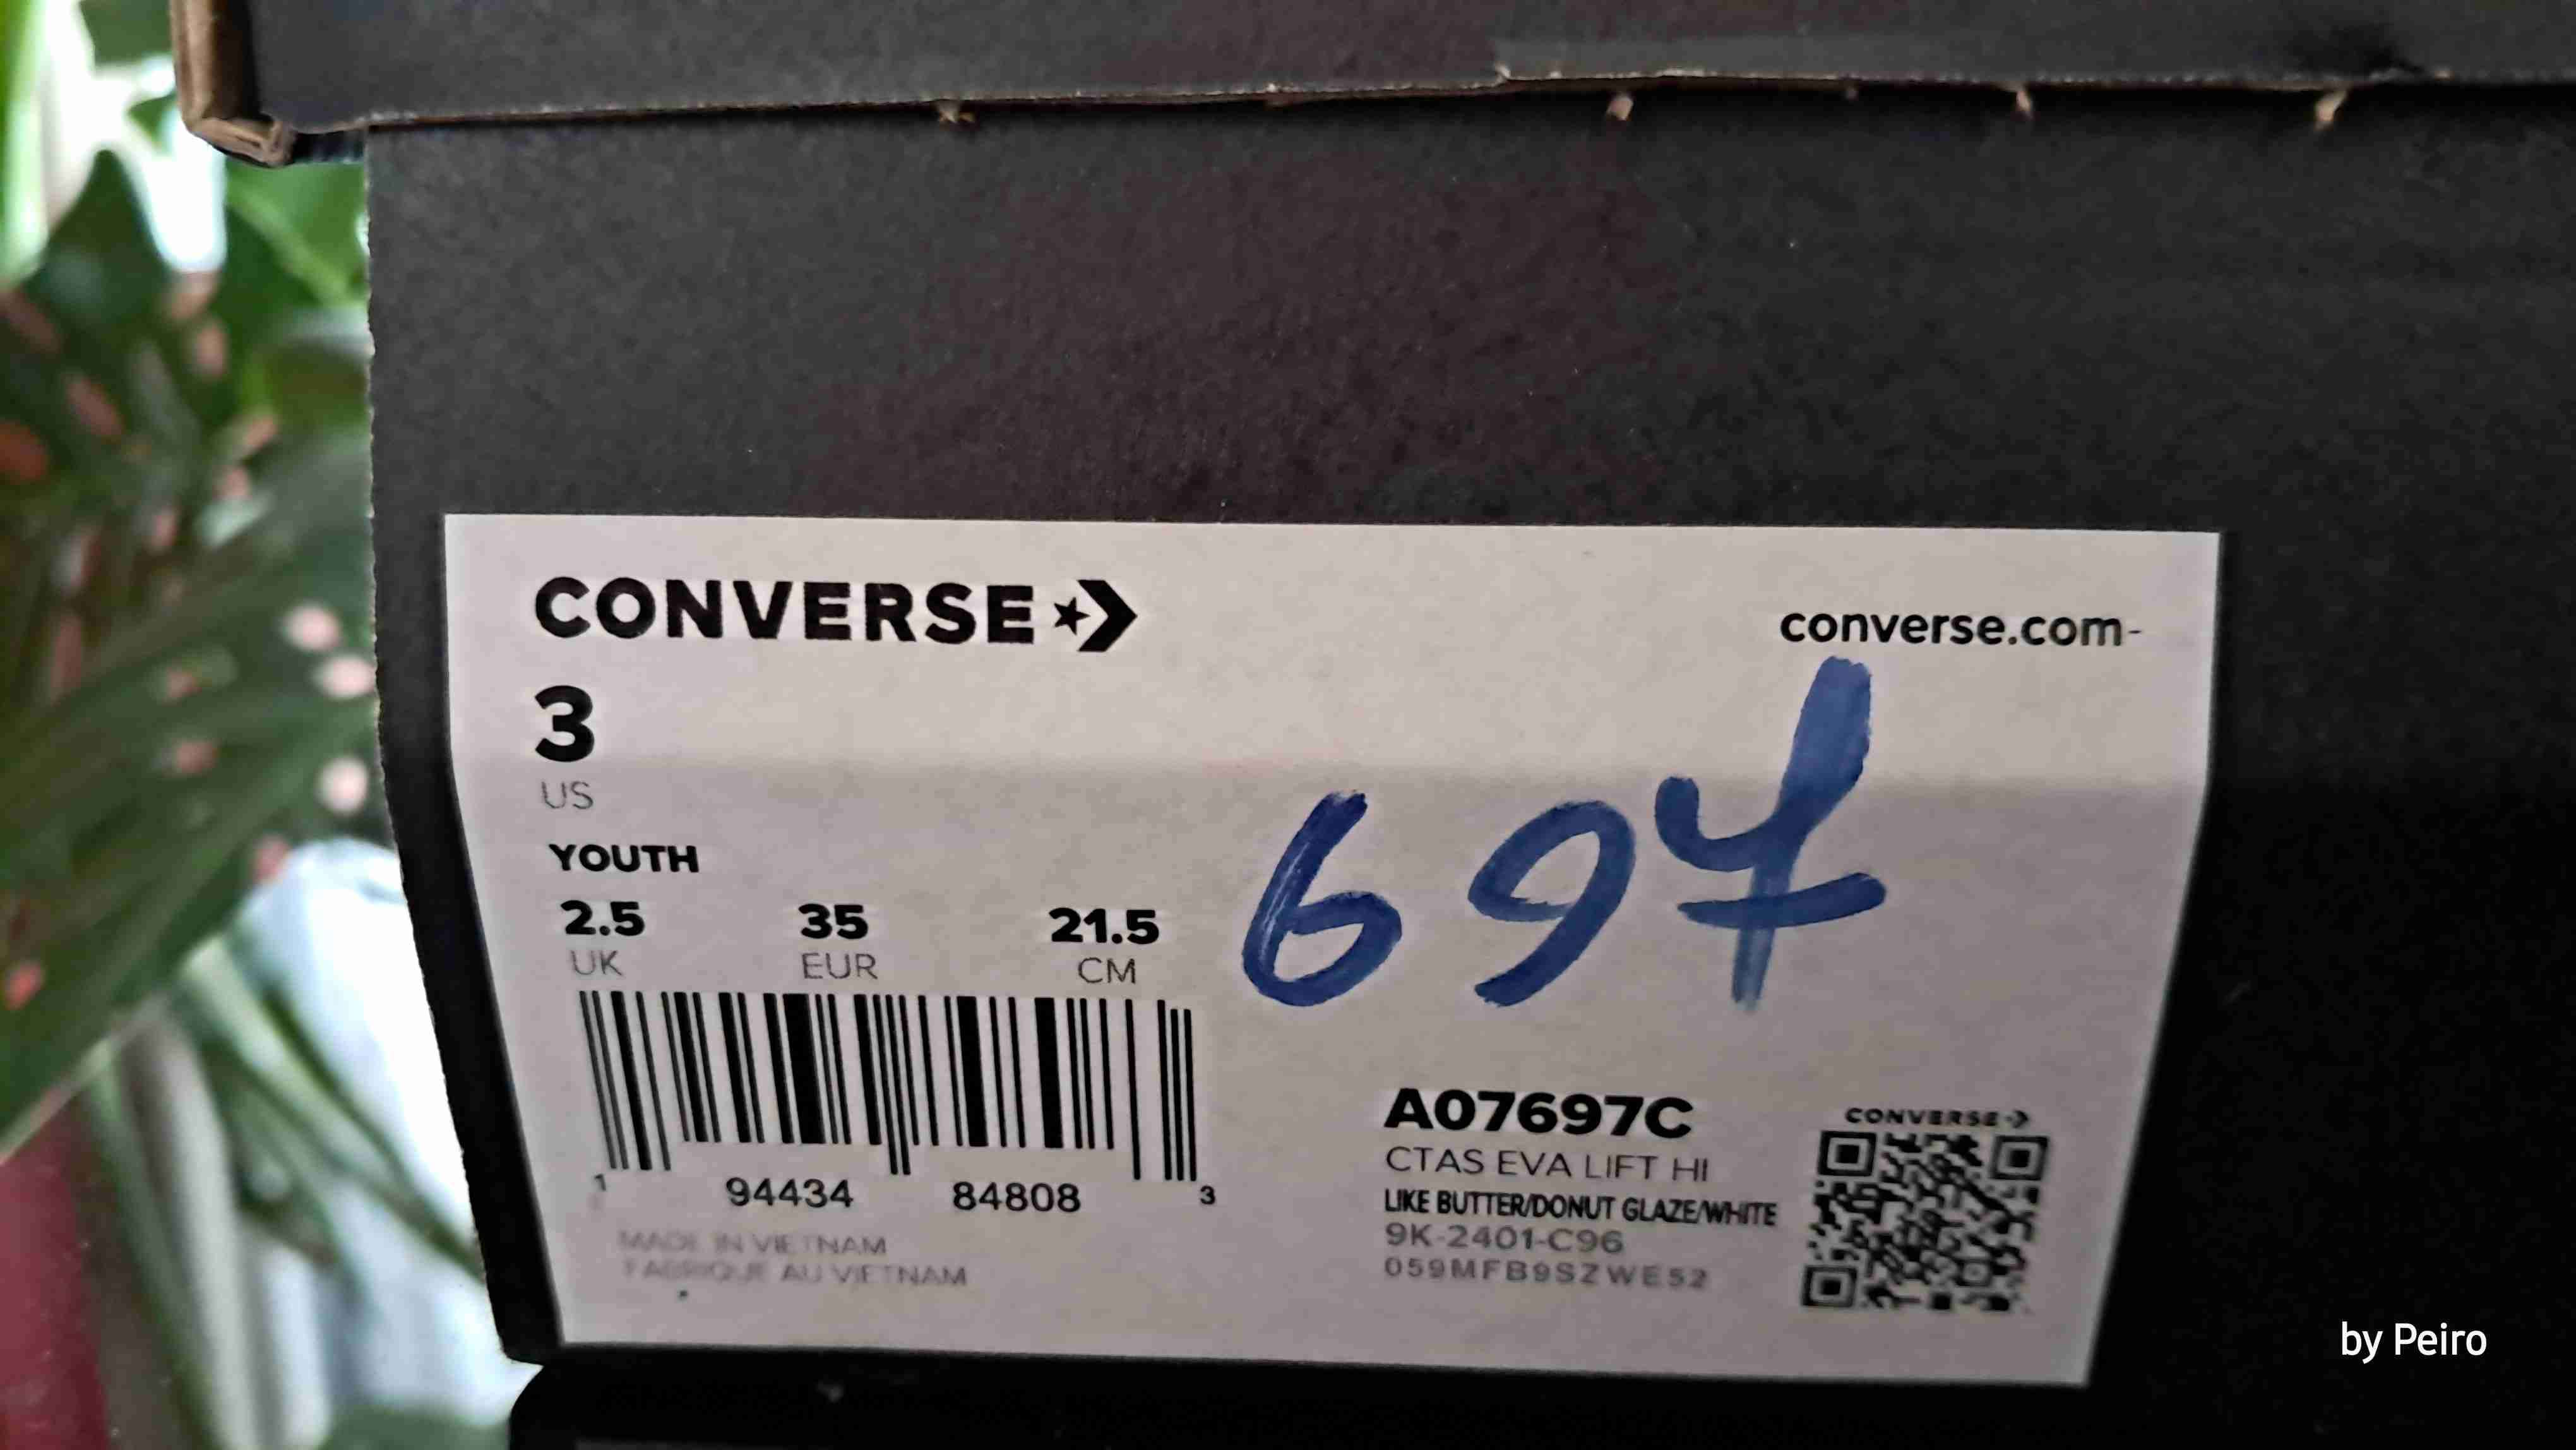 CONVERSE
converse.com-
3
US
697
YOUTH
2.5 35 21.5
UK EUR CM
1 94434 84808 3
MADE IN VIETNAM
FABRIQUE AU VIETNAM
A07697C
CTAS EVA LIFT HI
LIKE BUTTER/DONUT GLAZE/WHITE
9K-2401-C96
059MFB9SZWE52
CONVERSE
by Peiro